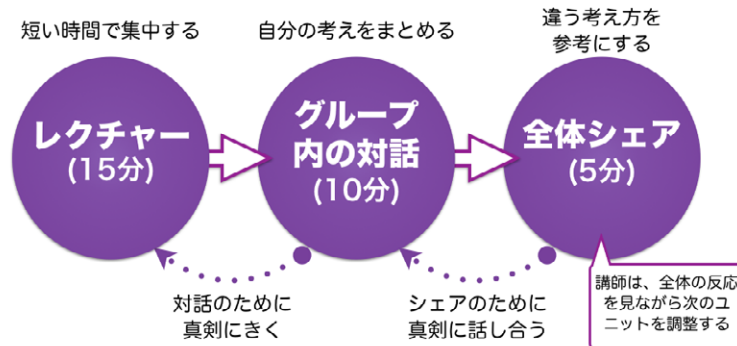 短い時間で集中する
自分の考えをまとめる
違う考え方を
参考にする
レクチャー
(15分)
グループ
内の対話
(10分)
全体シェア
(5分)
対話のために
真剣にきく
シェアのために
真剣に話し合う
講師は、全体の反応
を見ながら次のユ
ニットを調整する